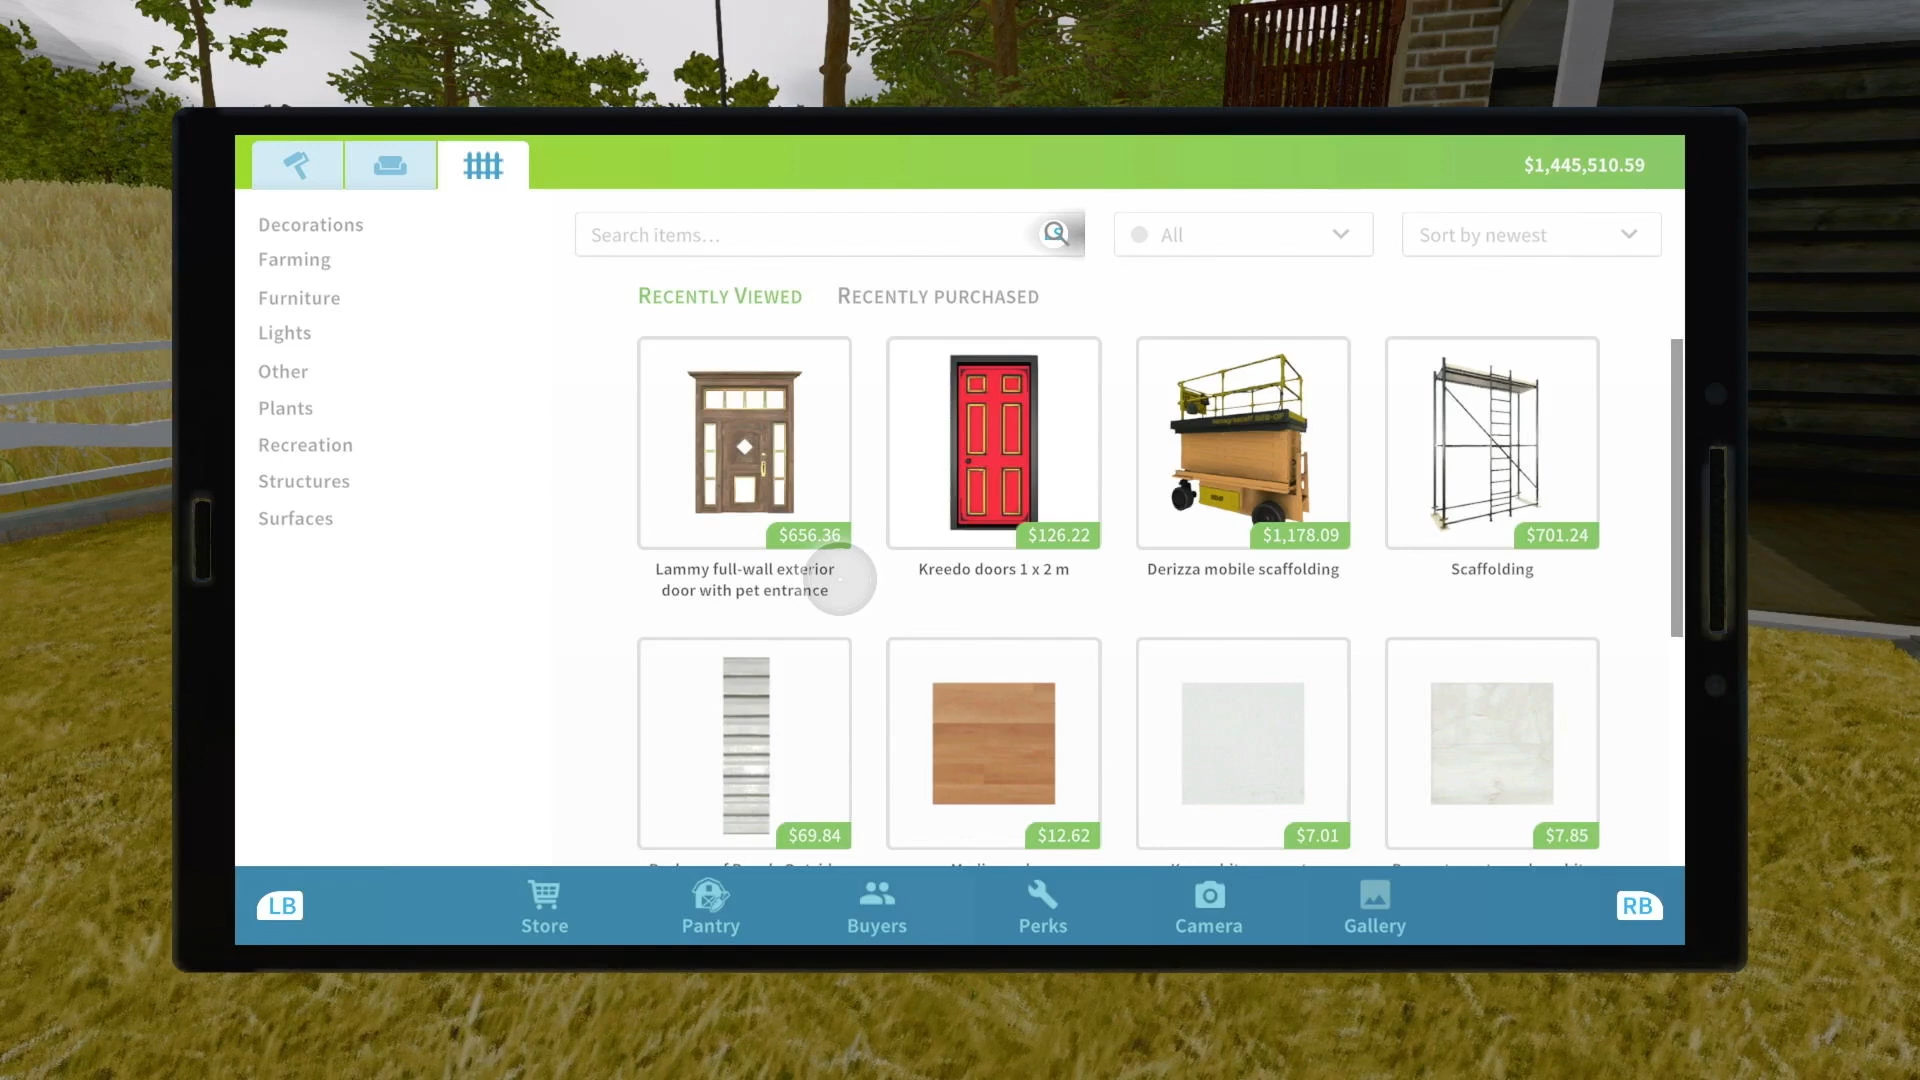 $1,445,510.59
Decorations
Farming
Furniture
Lights
Other
Plants
Recreation
Structures
Surfaces
Search items...
All
Sort by newest
RECENTLY VIEWED
RECENTLY PURCHASED
$656.36
Lammy full-wall exterior
door with pet entrance
$126.22
Kreedo doors 1 x 2 m
$1,178.09
Derizza mobile scaffolding
$701.24
Scaffolding
$69.84
$12.62
$7.01
$7.85
LB
Store
Pantry
Buyers
Perks
Camera
Gallery
RB